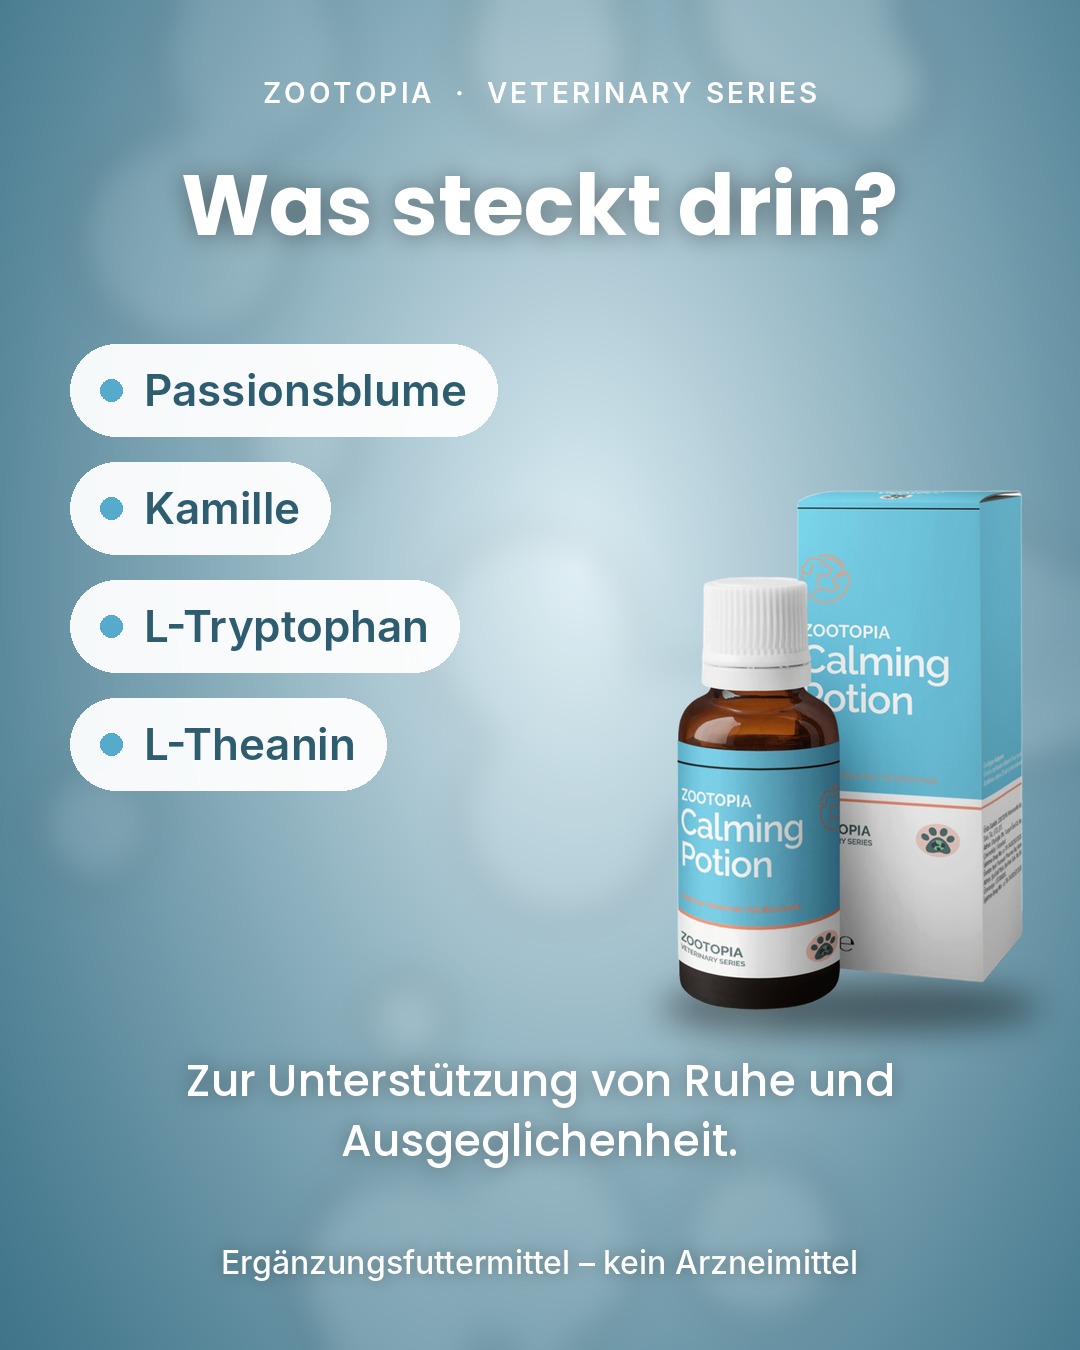 ZOOTOPIA · VETERINARY SERIES
Was steckt drin?
Passionsblume
Kamille
L-Tryptophan
L-Theanin
ZOOTOPIA
Calming
Potion
ZOOTOPIA
Calming
Potion
ZOOTOPIA
VETERINARY SERIES
Zur Unterstützung von Ruhe und
Ausgeglichenheit.
Ergänzungsfuttermittel – kein Arzneimittel